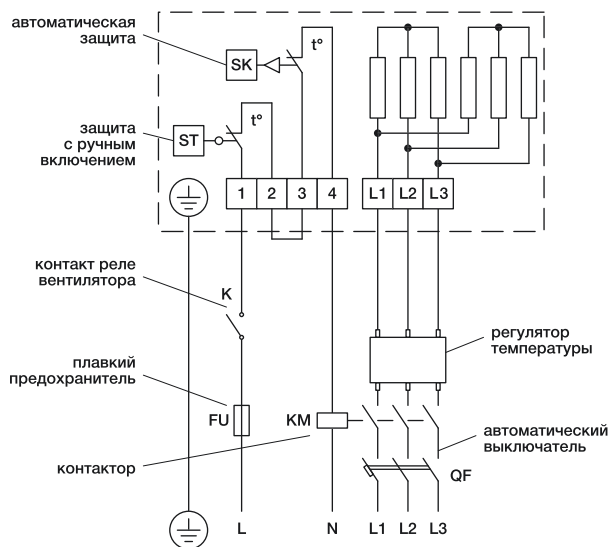 автоматическая
защита
SK
t°
защита
с ручным
включением
ST
t°
1 2 3 4 L1 L2 L3
контакт реле
вентилятора
K
регулятор
температуры
плавкий
предохранитель
FU
KM
автоматический
выключатель
контактор
QF
L N L1 L2 L3